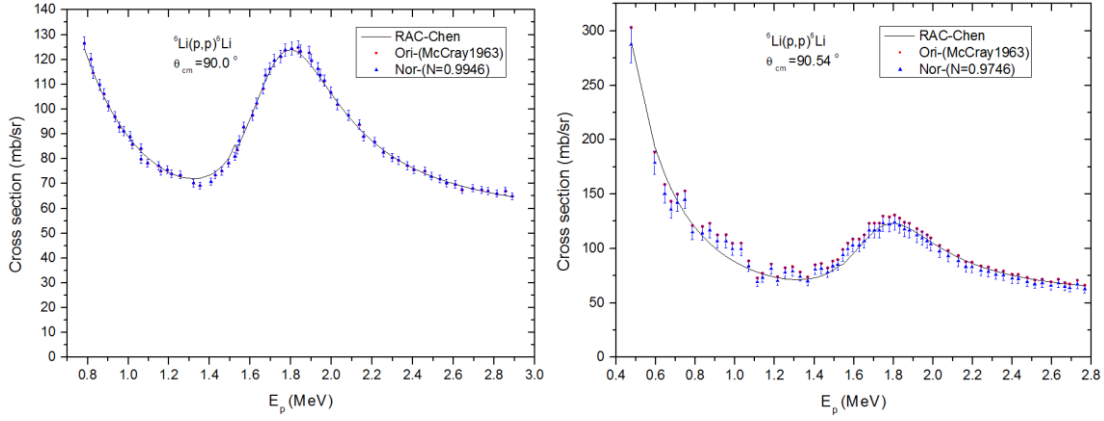 140
130
120
110
100
90
80
70
60
50
40
30
20
10
0
Cross section (mb/sr)
⁶Li(p,p)⁶Li
θcm=90.0 °
RAC-Chen
Ori-(McCray1963)
Nor-(N=0.9946)
0.8 1.0 1.2 1.4 1.6 1.8 2.0 2.2 2.4 2.6 2.8 3.0
Ep (MeV)
300
250
200
150
100
50
0
Cross section (mb/sr)
⁶Li(p,p)⁶Li
θcm=90.54 °
RAC-Chen
Ori-(McCray1963)
Nor-(N=0.9746)
0.4 0.6 0.8 1.0 1.2 1.4 1.6 1.8 2.0 2.2 2.4 2.6 2.8
Ep (MeV)